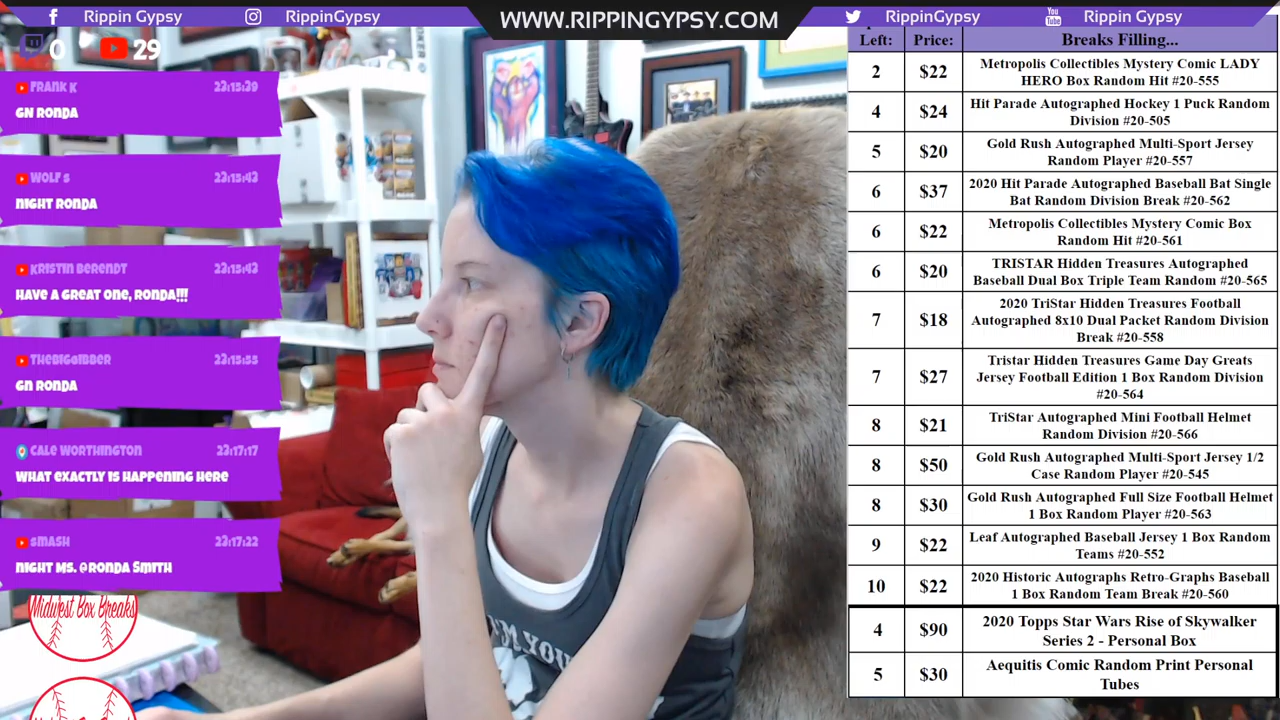 Rippin Gypsy
RippinGypsy
WWW.RIPPINGYPSY.COM
RippinGypsy
You
Tube
Rippin Gypsy
0
29
FRANK K
23:15:39
GN RONDA
WOLF S
23:15:43
NIGHT RONDA
KRISTIN BERENDT
23:15:43
HAVE A GREAT ONE, RONDA!!!
THEBIGGIBBER
23:15:55
GN RONDA
CALE WORTHINGTON
23:17:17
WHAT EXACTLY IS HAPPENING HERE
SMASH
23:17:22
NIGHT MS. @RONDA SMITH
Midwest Box Breaks
Left: Price: Breaks Filling...
2 $22 Metropolis Collectibles Mystery Comic LADY
HERO Box Random Hit #20-555
4 $24 Hit Parade Autographed Hockey 1 Puck Random
Division #20-505
5 $20 Gold Rush Autographed Multi-Sport Jersey
Random Player #20-557
6 $37 2020 Hit Parade Autographed Baseball Bat Single
Bat Random Division Break #20-562
6 $22 Metropolis Collectibles Mystery Comic Box
Random Hit #20-561
6 $20 TRISTAR Hidden Treasures Autographed
Baseball Dual Box Triple Team Random #20-565
7 $18 2020 TriStar Hidden Treasures Football
Autographed 8x10 Dual Packet Random Division
Break #20-558
7 $27 Tristar Hidden Treasures Game Day Greats
Jersey Football Edition 1 Box Random Division
#20-564
8 $21 TriStar Autographed Mini Football Helmet
Random Division #20-566
8 $50 Gold Rush Autographed Multi-Sport Jersey 1/2
Case Random Player #20-545
8 $30 Gold Rush Autographed Full Size Football Helmet
1 Box Random Player #20-563
9 $22 Leaf Autographed Baseball Jersey 1 Box Random
Teams #20-552
10 $22 2020 Historic Autographs Retro-Graphs Baseball
1 Box Random Team Break #20-560
4 $90 2020 Topps Star Wars Rise of Skywalker
Series 2 - Personal Box
5 $30 Aequitis Comic Random Print Personal
Tubes